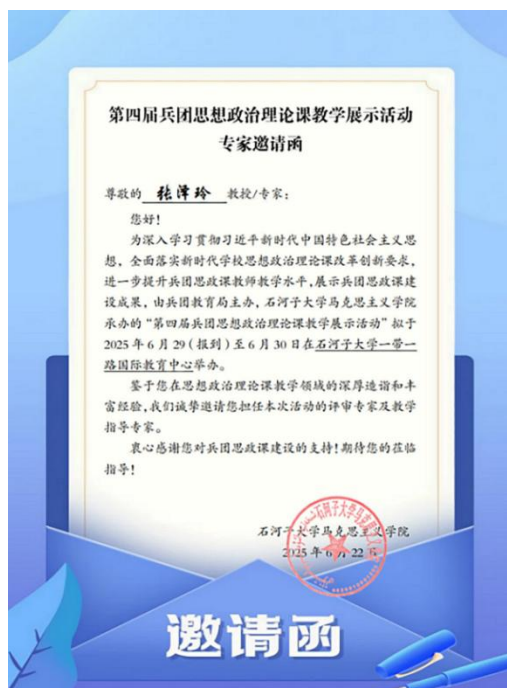 第四届兵团思想政治理论课教学展示活动
专家邀请函
尊敬的 张泽玲 教授/专家：
您好！
为深入学习贯彻习近平新时代中国特色社会主义思
想，全面落实新时代学校思想政治理论课改革创新要求，
进一步提升兵团思政课教师教学水平，展示兵团思政课建
设成果，由兵团教育局主办，石河子大学马克思主义学院
承办的“第四届兵团思想政治理论课教学展示活动”拟于
2025年6月29（报到）至6月30日在石河子大学一带一
路国际教育中心举办。
鉴于您在思想政治理论课教学领域的深厚造诣和丰
富经验，我们诚挚邀请您担任本次活动的评审专家及教学
指导专家。
衷心感谢您对兵团思政课建设的支持！期待您的莅临
指导！
石河子大学马克思主义学院
2025年6月22日
邀请函